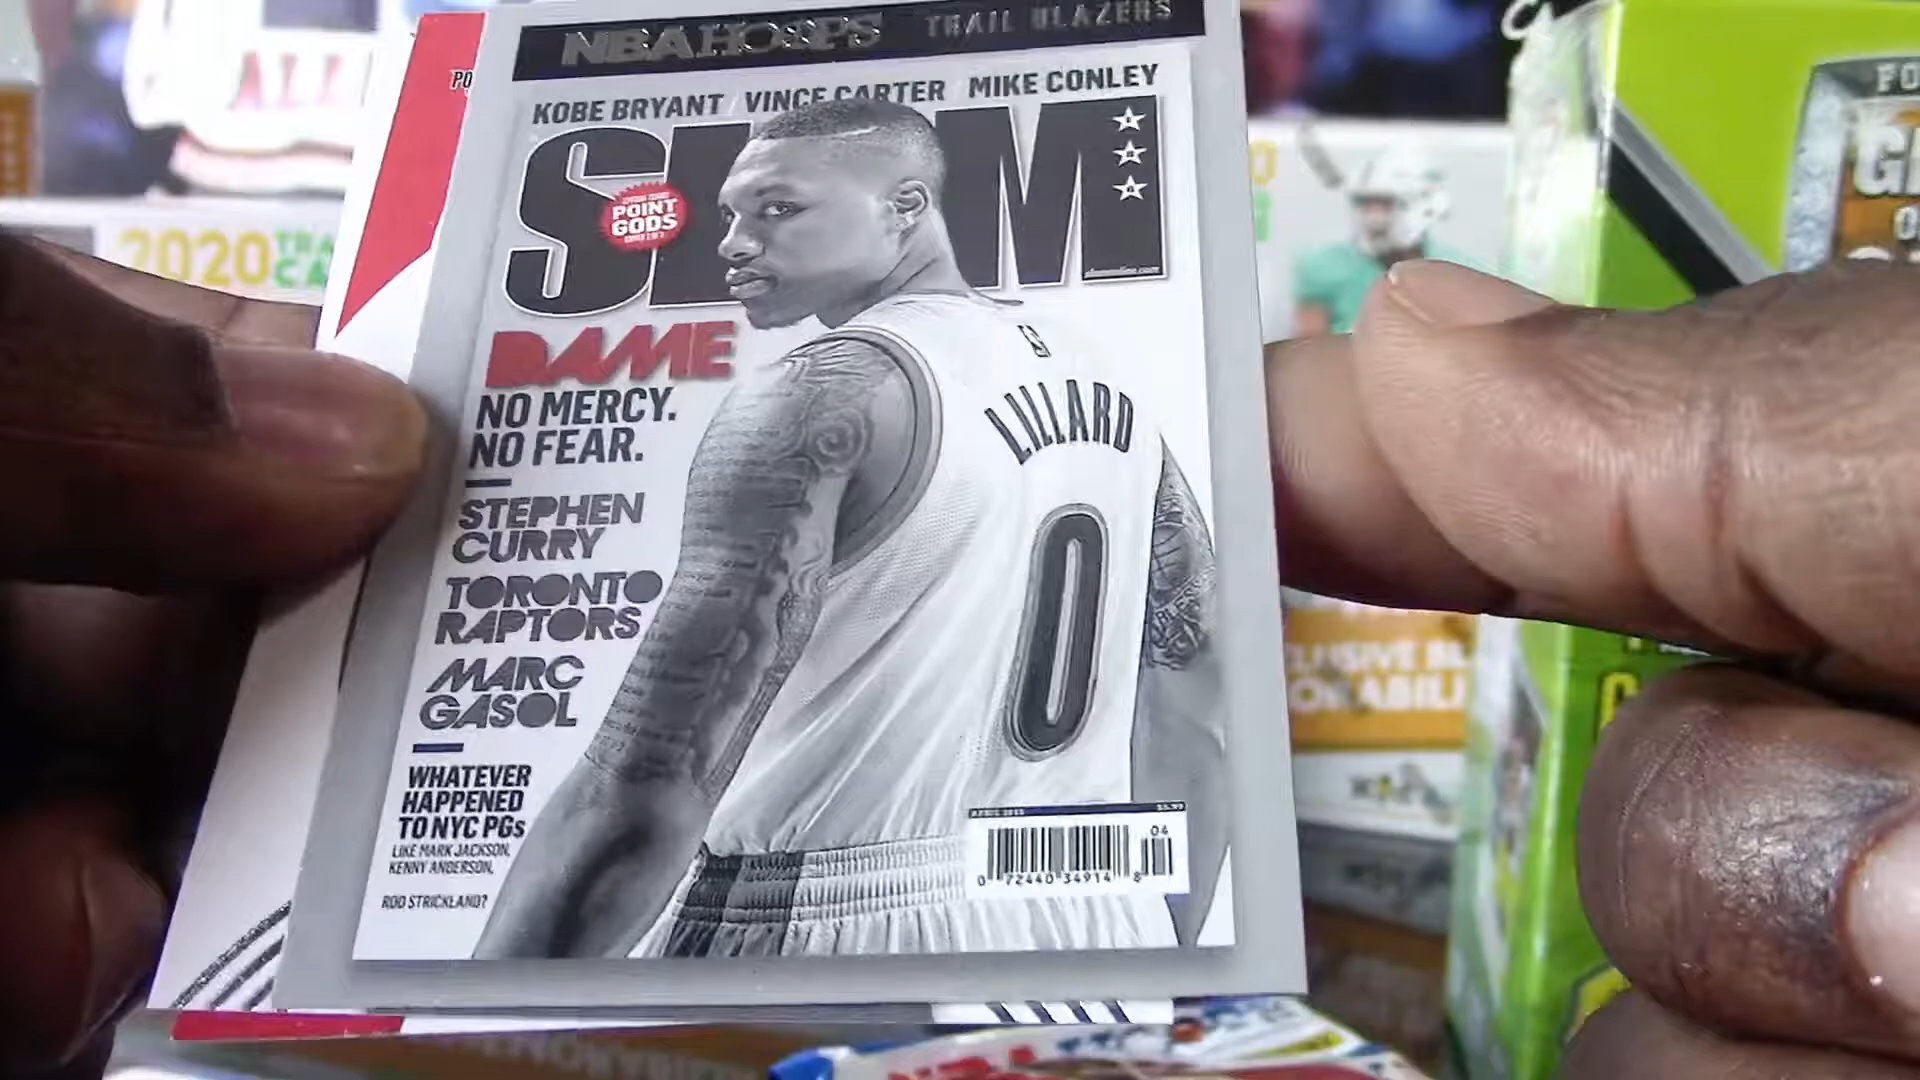 NBA HOOPS TRAIL BLAZERS
KOBE BRYANT VINCE CARTER MIKE CONLEY
SLAM
POINT
GODS
DAME
NO MERCY.
NO FEAR.
STEPHEN
CURRY
TORONTO
RAPTORS
MARC
GASOL
WHATEVER
HAPPENED
TO NYC PGs
LIKE MARK JACKSON,
KENNY ANDERSON,
ROD STRICKLAND?
LILLARD
0
04
0 72440 34914 8
PO
ALL
2020